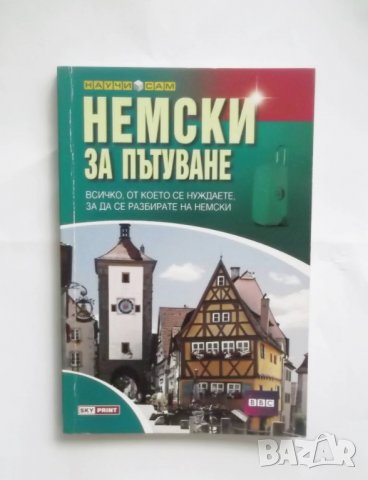 НАУЧИ САМ
НЕМСКИ
ЗА ПЪТУВАНЕ
ВСИЧКО, ОТ КОЕТО СЕ НУЖДАЕТЕ,
ЗА ДА СЕ РАЗБИРАТЕ НА НЕМСКИ
SKY PRINT
BBC
BAZAR